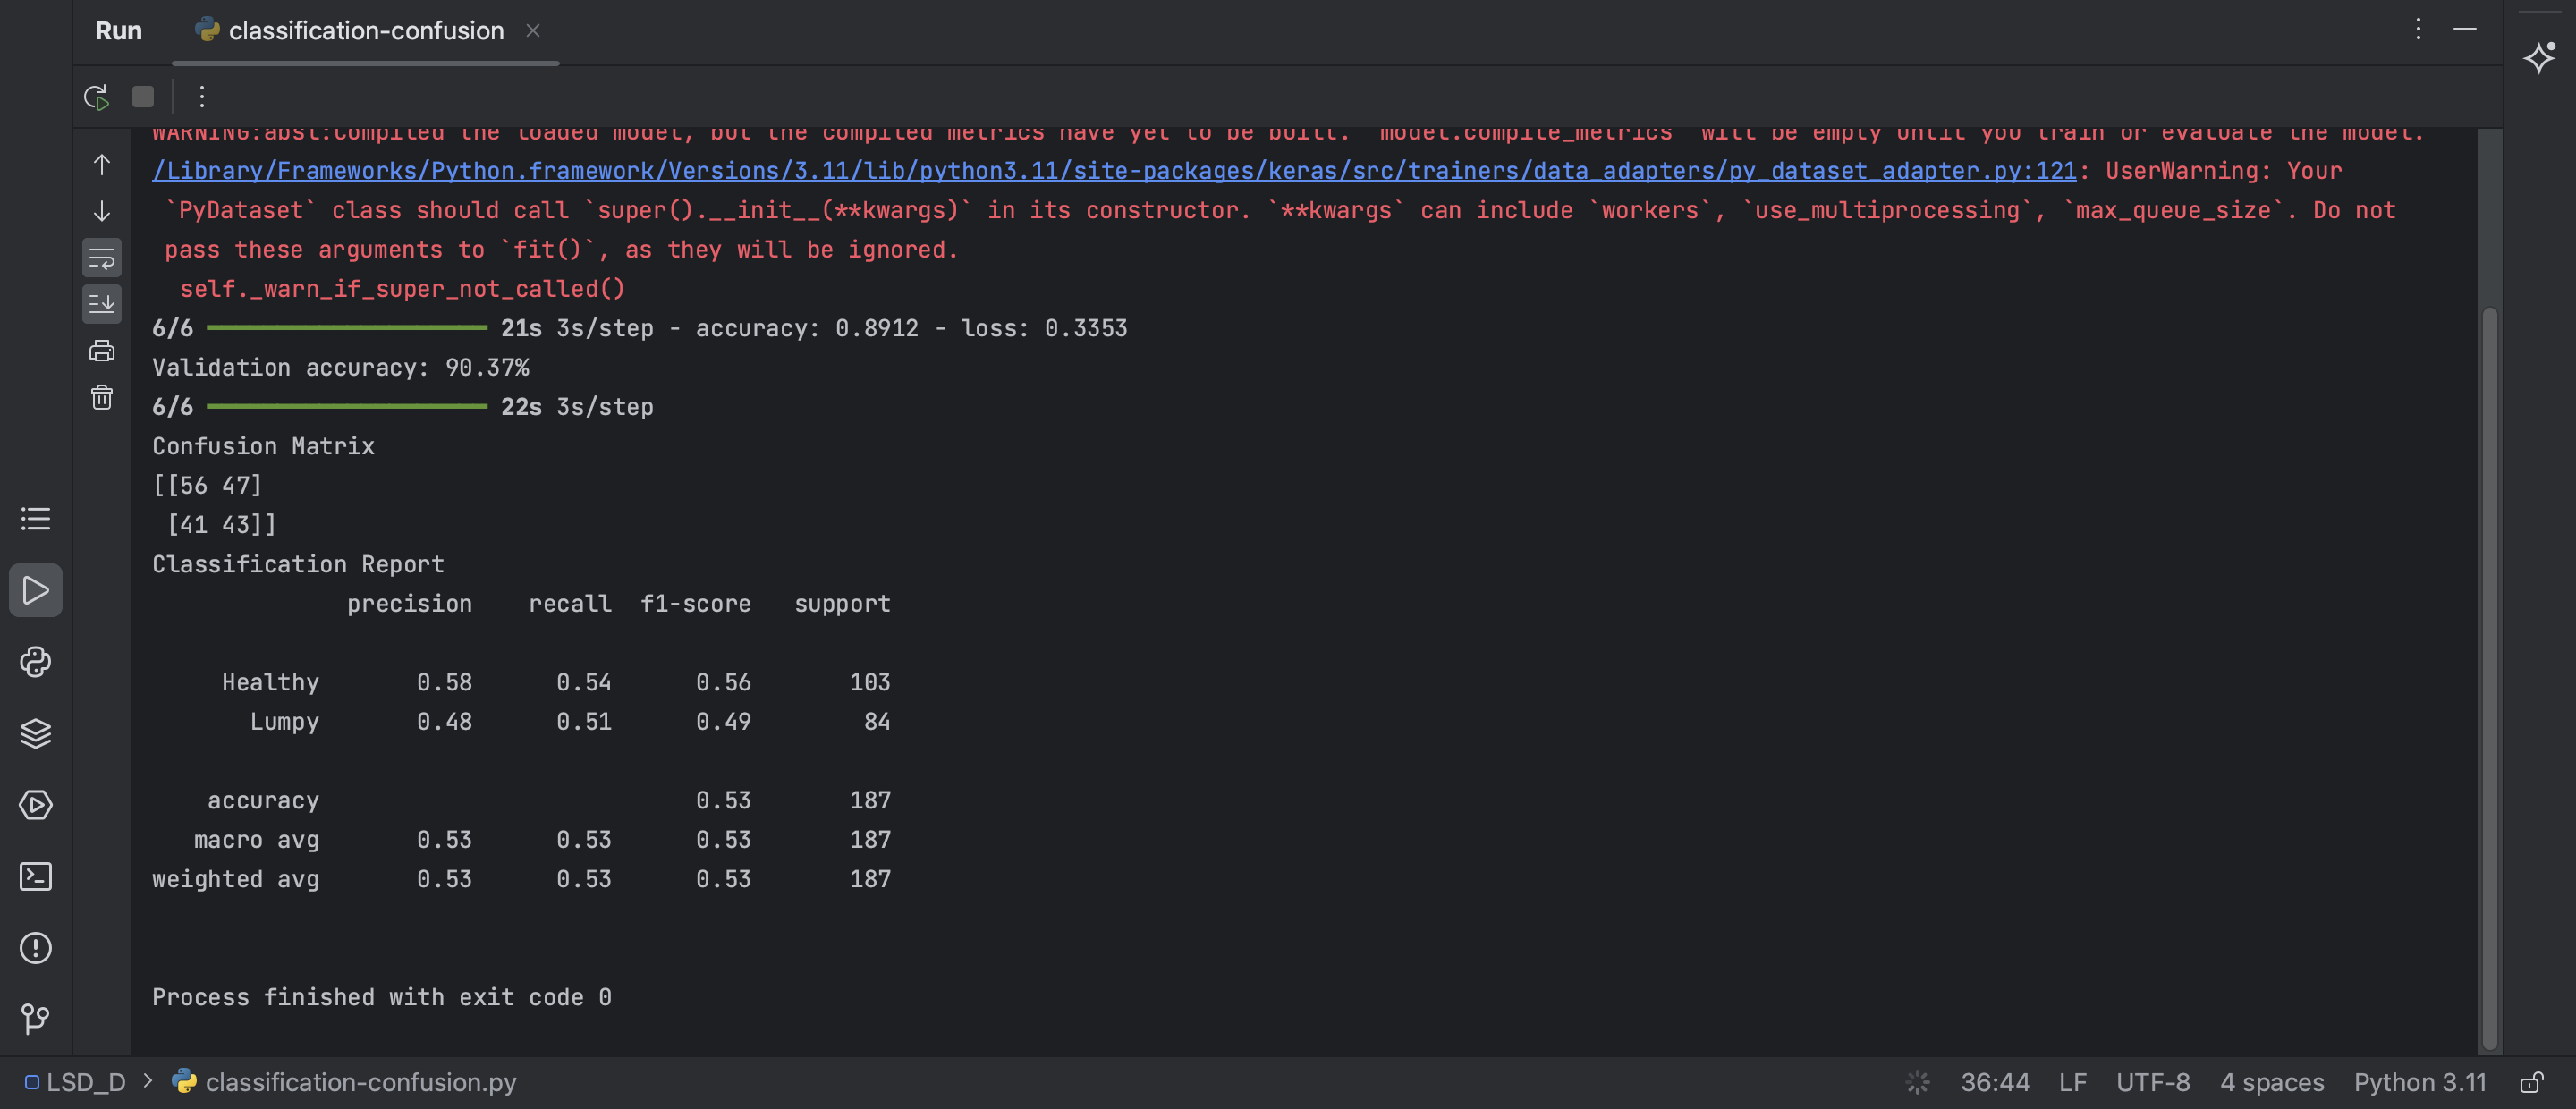 Run classification-confusion
WARNING:absl:Compiled the loaded model, but the compiled metrics have yet to be built. `model.compile_metrics` will be empty until you train or evaluate the model.
/Library/Frameworks/Python.framework/Versions/3.11/lib/python3.11/site-packages/keras/src/trainers/data_adapters/py_dataset_adapter.py:121: UserWarning: Your
`PyDataset` class should call `super().__init__(**kwargs)` in its constructor. `**kwargs` can include `workers`, `use_multiprocessing`, `max_queue_size`. Do not
pass these arguments to `fit()`, as they will be ignored.
self._warn_if_super_not_called()
6/6 ━━━━━━━━━━━━━━━━━━━━ 21s 3s/step - accuracy: 0.8912 - loss: 0.3353
Validation accuracy: 90.37%
6/6 ━━━━━━━━━━━━━━━━━━━━ 22s 3s/step
Confusion Matrix
[[56 47]
[41 43]]
Classification Report
precision recall f1-score support
Healthy 0.58 0.54 0.56 103
Lumpy 0.48 0.51 0.49 84
accuracy 0.53 187
macro avg 0.53 0.53 0.53 187
weighted avg 0.53 0.53 0.53 187
Process finished with exit code 0
LSD_D > classification-confusion.py 36:44 LF UTF-8 4 spaces Python 3.11